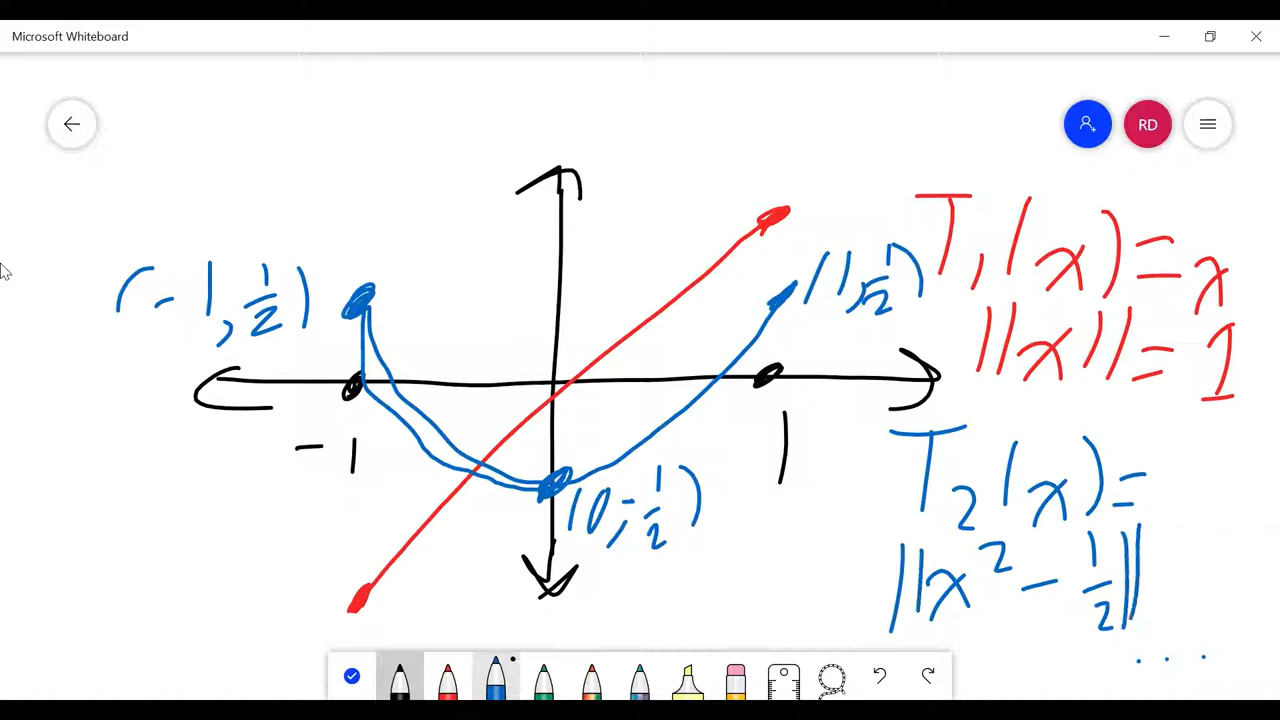 Microsoft Whiteboard
RD
T₁(x) = x
||x|| = 1
(-1, 1/2)
(1, 1/2)
-1
1
(0, -1/2)
T₂(x) =
||x² - 1/2||
...